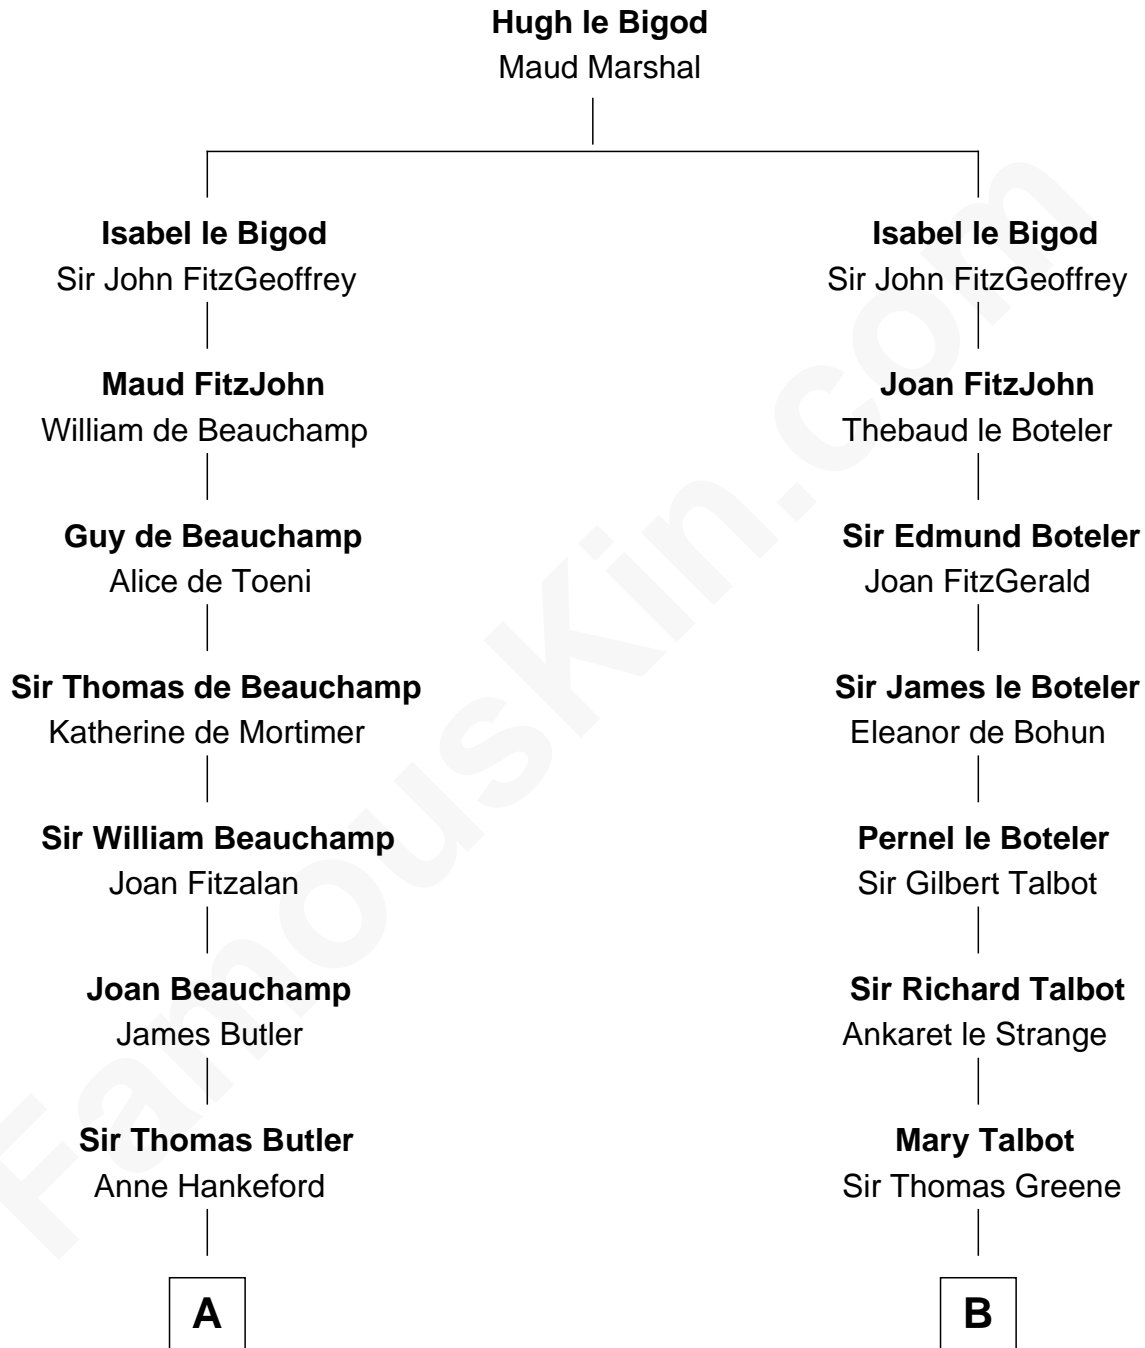 Hugh le Bigod
Maud Marshal
Isabel le Bigod
Sir John FitzGeoffrey
Maud FitzJohn
William de Beauchamp
Guy de Beauchamp
Alice de Toeni
Sir Thomas de Beauchamp
Katherine de Mortimer
Sir William Beauchamp
Joan Fitzalan
Joan Beauchamp
James Butler
Sir Thomas Butler
Anne Hankeford
A
Isabel le Bigod
Sir John FitzGeoffrey
Joan FitzJohn
Thebaud le Boteler
Sir Edmund Boteler
Joan FitzGerald
Sir James le Boteler
Eleanor de Bohun
Pernel le Boteler
Sir Gilbert Talbot
Sir Richard Talbot
Ankaret le Strange
Mary Talbot
Sir Thomas Greene
B
FamousKin.com